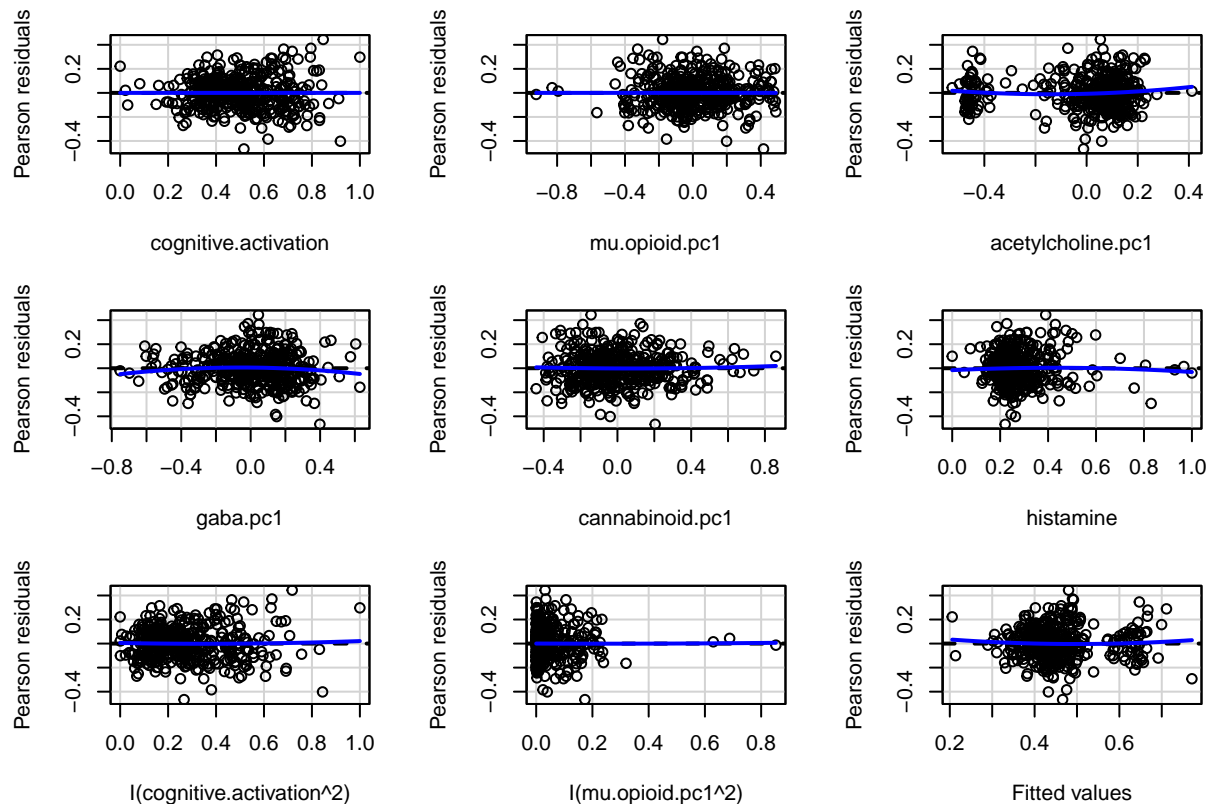 Pearson residuals
−0.4 0.2
0.0 0.2 0.4 0.6 0.8 1.0
cognitive.activation
Pearson residuals
−0.4 0.2
−0.8 −0.4 0.0 0.4
mu.opioid.pc1
Pearson residuals
−0.4 0.2
−0.4 0.0 0.2 0.4
acetylcholine.pc1
Pearson residuals
−0.4 0.2
−0.8 −0.4 0.0 0.4
gaba.pc1
Pearson residuals
−0.4 0.2
−0.4 0.0 0.4 0.8
cannabinoid.pc1
Pearson residuals
−0.4 0.2
0.0 0.2 0.4 0.6 0.8 1.0
histamine
Pearson residuals
−0.4 0.2
0.0 0.2 0.4 0.6 0.8 1.0
I(cognitive.activation^2)
Pearson residuals
−0.4 0.2
0.0 0.2 0.4 0.6 0.8
I(mu.opioid.pc1^2)
Pearson residuals
−0.4 0.2
0.2 0.4 0.6
Fitted values